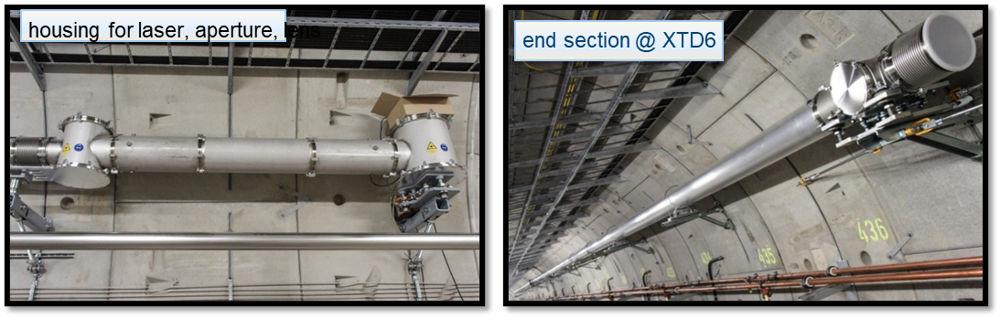 housing for laser, aperture, lens
end section @ XTD6
436
435